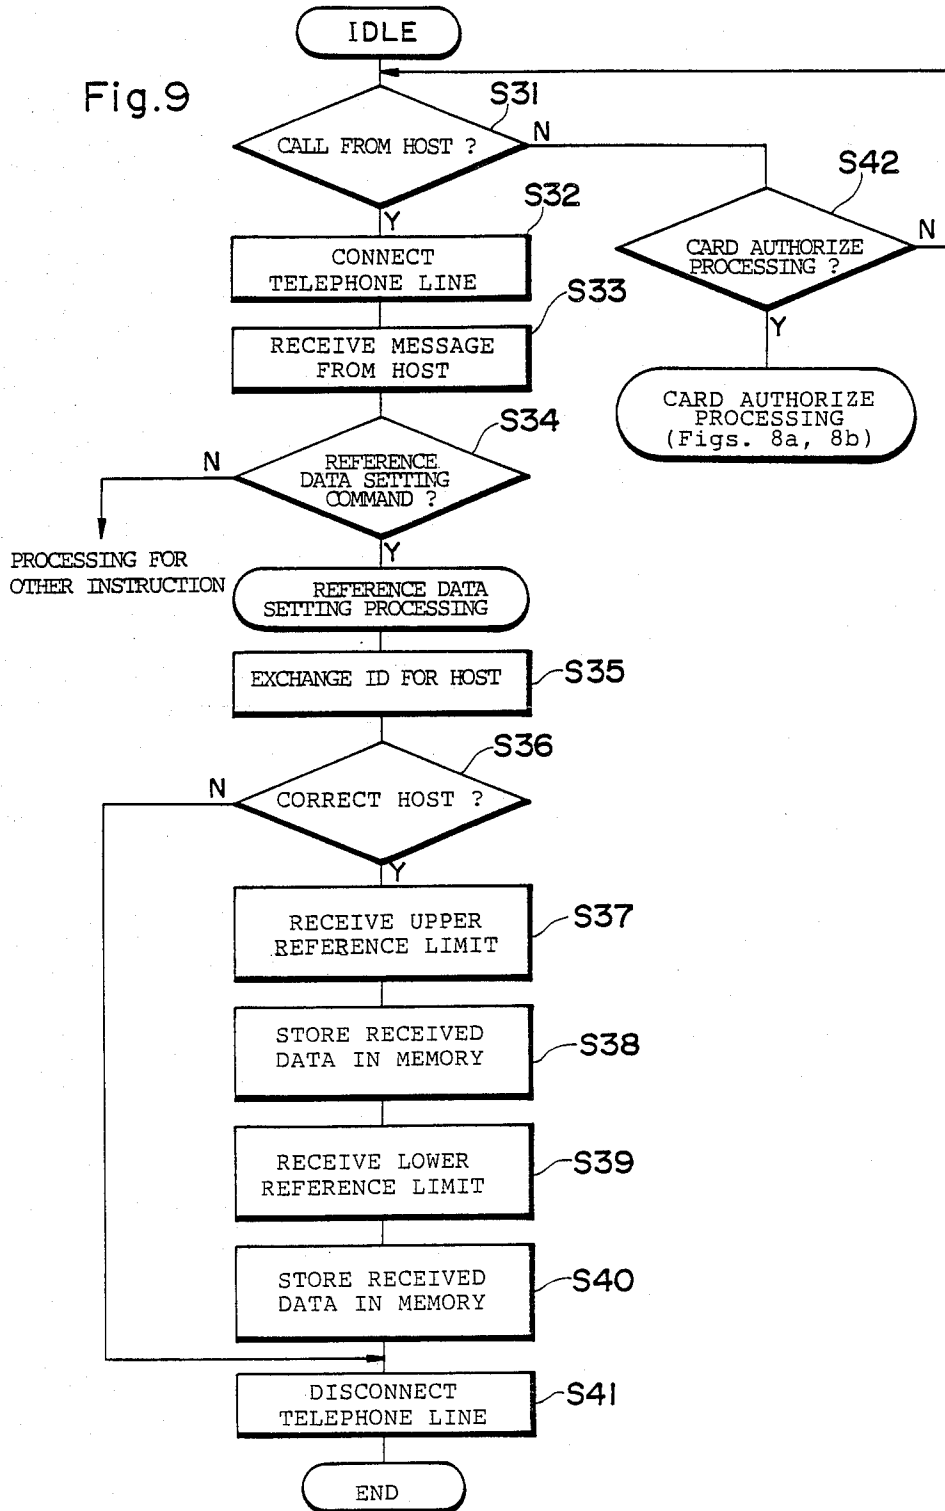 IDLE
Fig.9
S31
CALL FROM HOST ?
N
S42
Y
S32
CARD AUTHORIZE
PROCESSING ?
N
CONNECT
TELEPHONE LINE
S33
Y
RECEIVE MESSAGE
FROM HOST
CARD AUTHORIZE
PROCESSING
(Figs. 8a, 8b)
S34
N
REFERENCE
DATA SETTING
COMMAND ?
Y
PROCESSING FOR
OTHER INSTRUCTION
REFERENCE DATA
SETTING PROCESSING
EXCHANGE ID FOR HOST
S35
S36
N
CORRECT HOST ?
Y
RECEIVE UPPER
REFERENCE LIMIT
S37
STORE RECEIVED
DATA IN MEMORY
S38
RECEIVE LOWER
REFERENCE LIMIT
S39
STORE RECEIVED
DATA IN MEMORY
S40
DISCONNECT
TELEPHONE LINE
S41
END